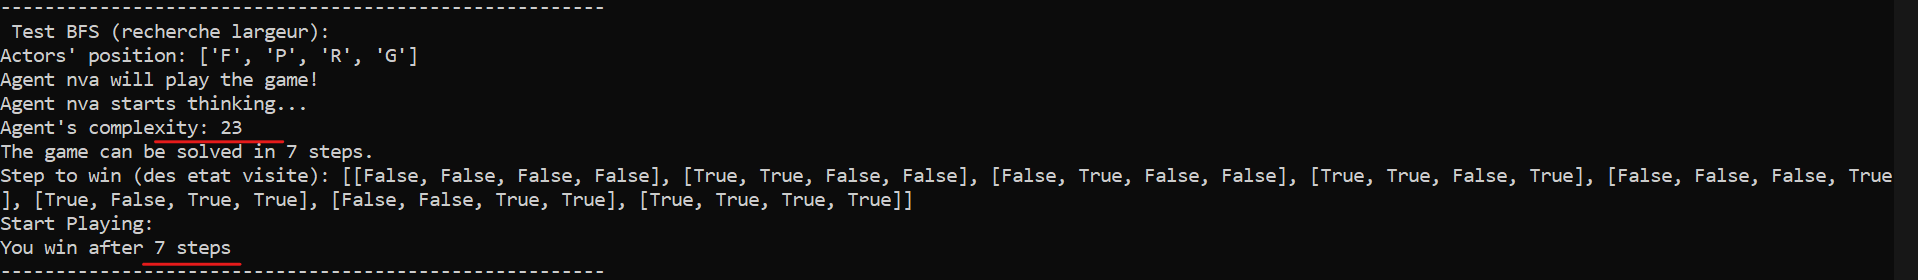 -------------------------------------------------------
 Test BFS (recherche largeur):
Actors' position: ['F', 'P', 'R', 'G']
Agent nva will play the game!
Agent nva starts thinking...
Agent's complexity: 23
The game can be solved in 7 steps.
Step to win (des etat visite): [[False, False, False, False], [True, True, False, False], [False, True, False, False], [True, True, False, True], [False, False, False, True
], [True, False, True, True], [False, False, True, True], [True, True, True, True]]
Start Playing:
You win after 7 steps
-------------------------------------------------------